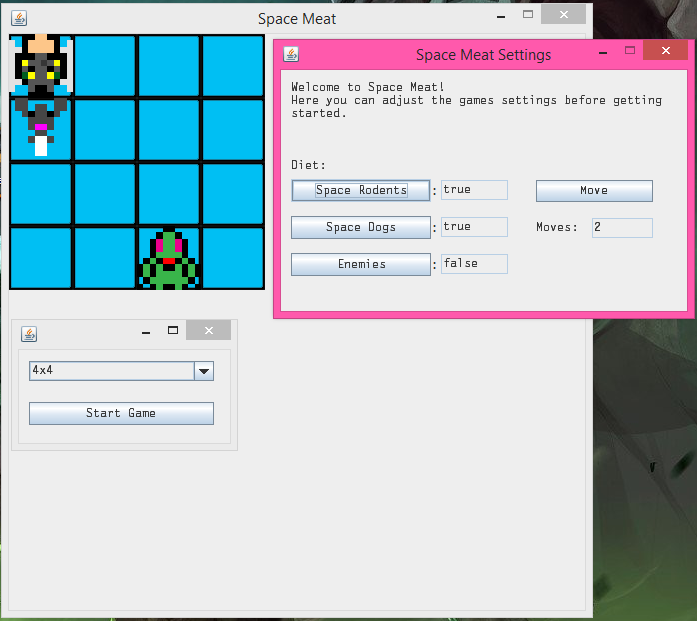 Space Meat
Space Meat Settings
Welcome to Space Meat!
Here you can adjust the games settings before getting
started.
Diet:
Space Rodents : true Move
Space Dogs : true Moves: 2
Enemies : false
4x4
Start Game